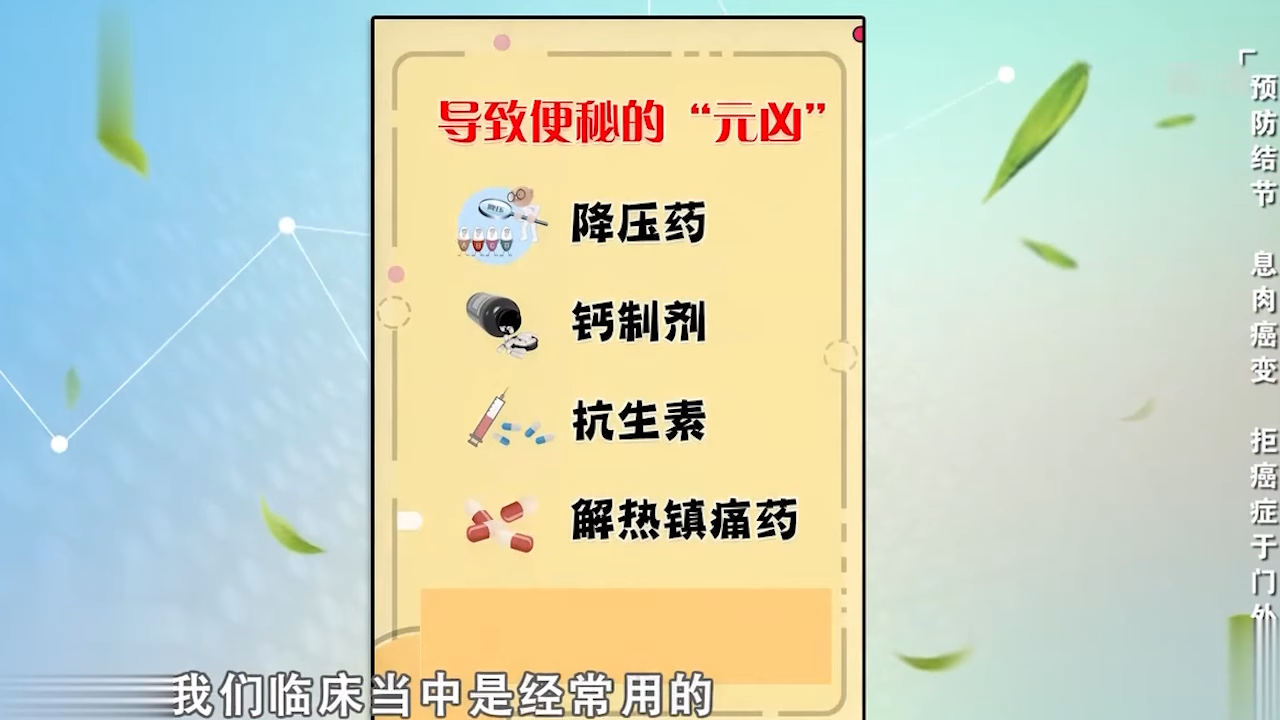 导致便秘的“元凶”
降压药
钙制剂
抗生素
解热镇痛药
我们临床当中是经常用的
「预防结节 息肉癌变 拒癌症于门外